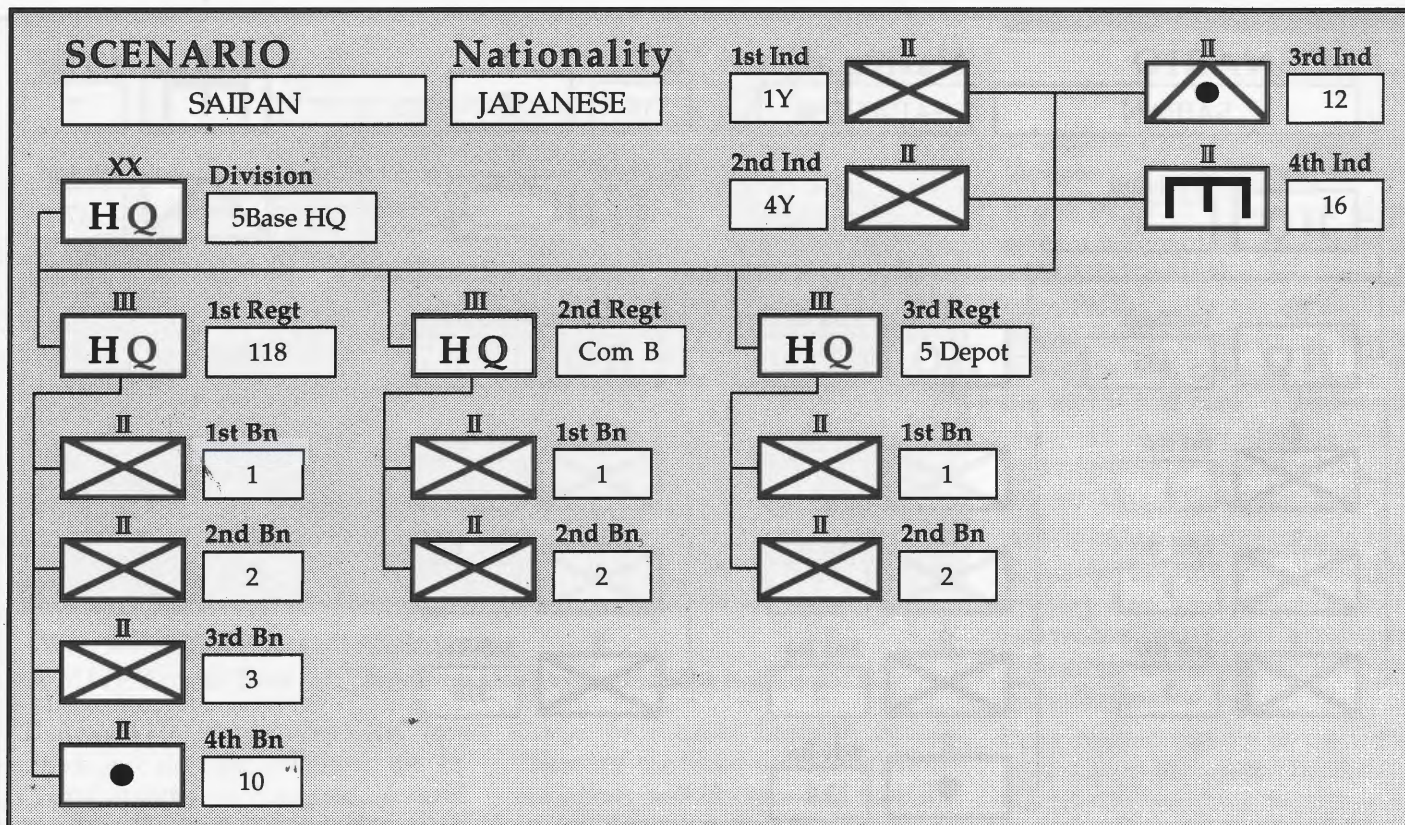 SCENARIO
SAIPAN
Nationality
JAPANESE
1st Ind
1Y
II
II
3rd Ind
12
2nd Ind
4Y
II
II
4th Ind
16
XX
HQ
Division
5Base HQ
III
HQ
1st Regt
118
III
HQ
2nd Regt
Com B
III
HQ
3rd Regt
5 Depot
II
1st Bn
1
II
1st Bn
1
II
1st Bn
1
II
2nd Bn
2
II
2nd Bn
2
II
2nd Bn
2
II
3rd Bn
3
II
4th Bn
10